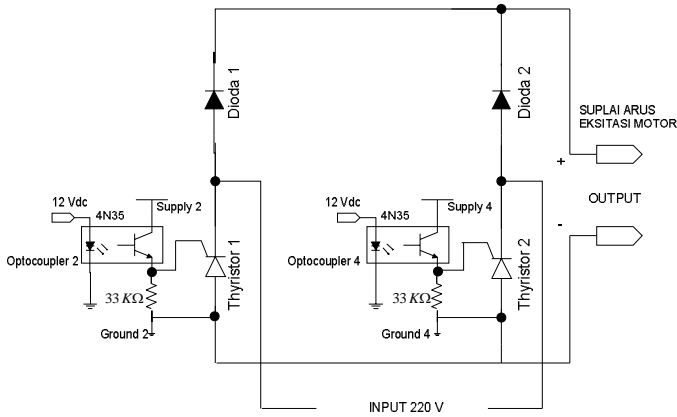 Dioda 1
Dioda 2
SUPLAI ARUS
EKSITASI MOTOR
+
OUTPUT
-
12 Vdc
4N35
Supply 2
Optocoupler 2
33 KΩ
Ground 2
Thyristor 1
12 Vdc
4N35
Supply 4
Optocoupler 4
33 KΩ
Ground 4
Thyristor 2
INPUT 220 V